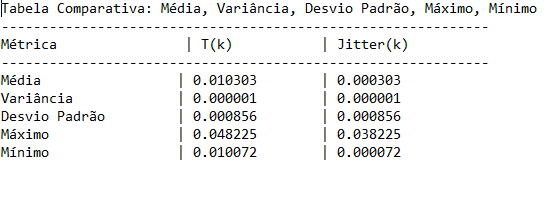 Tabela Comparativa: Média, Variância, Desvio Padrão, Máximo, Mínimo
-------------------------------------------------------------
Métrica | T(k) | Jitter(k)
-------------------------------------------------------------
Média | 0.010303 | 0.000303
Variância | 0.000001 | 0.000001
Desvio Padrão | 0.000856 | 0.000856
Máximo | 0.048225 | 0.038225
Mínimo | 0.010072 | 0.000072